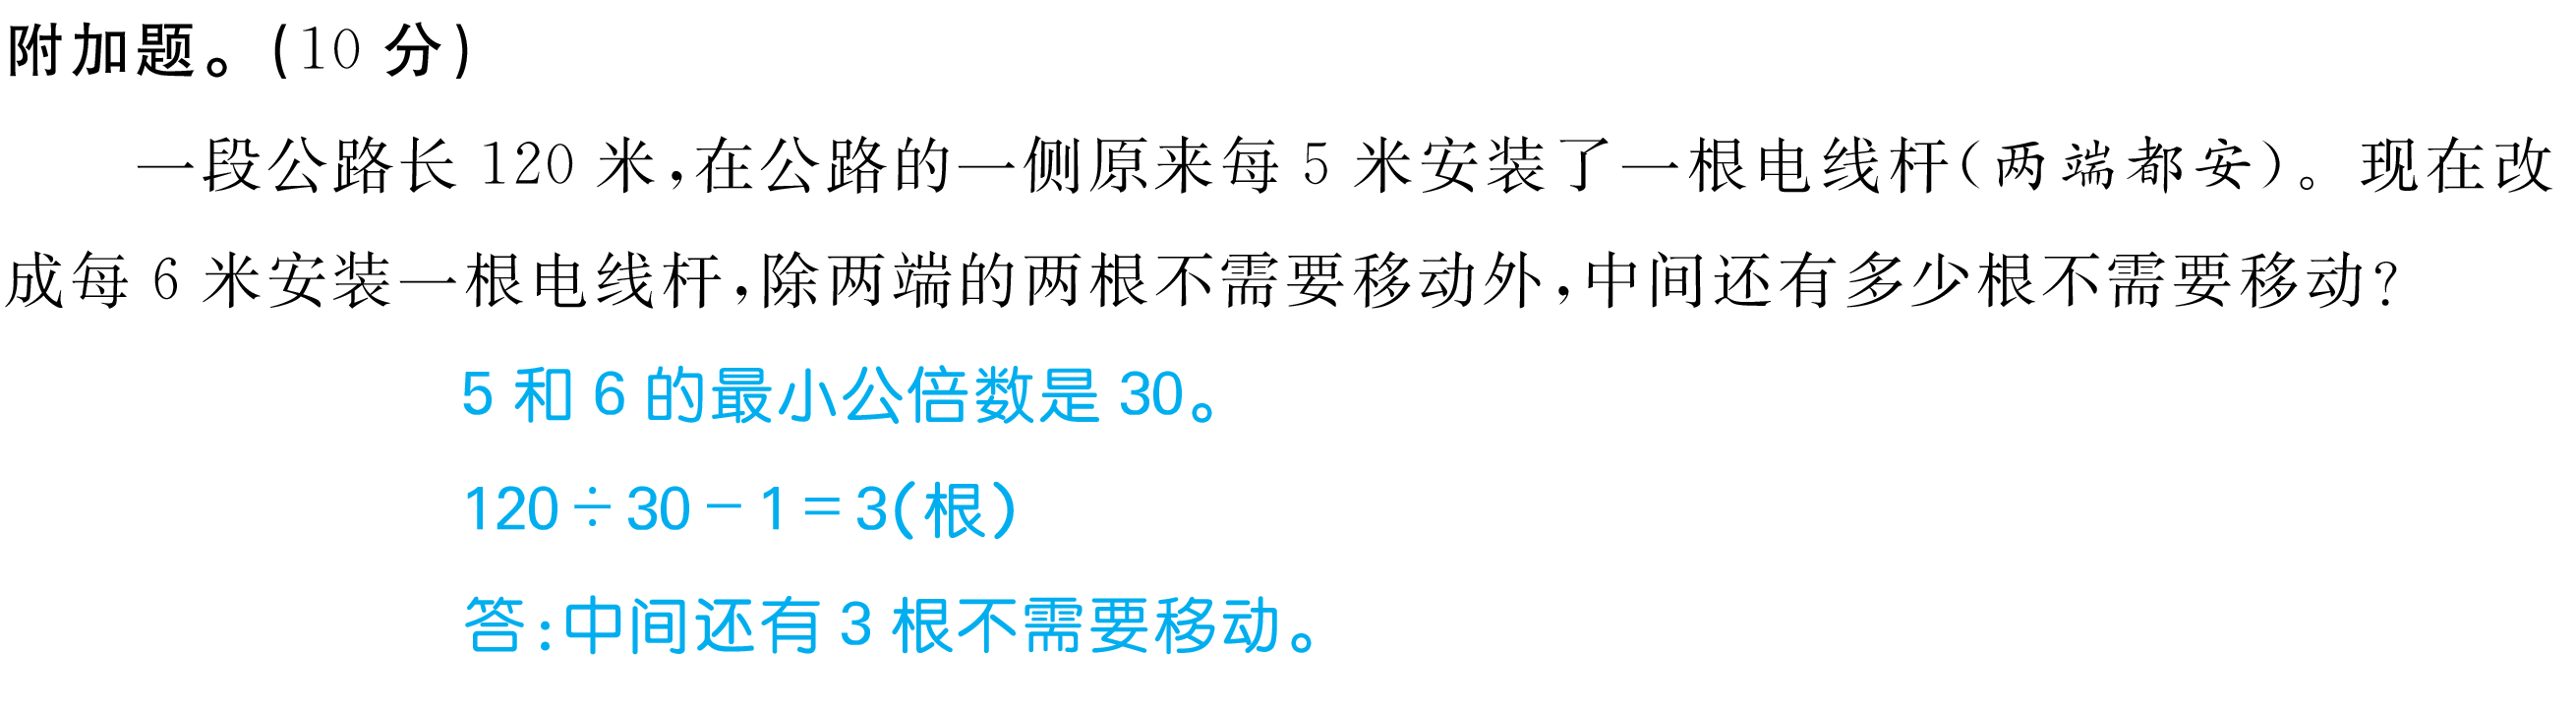 附加题。(10 分)
一段公路长 120 米,在公路的一侧原来每 5 米安装了一根电线杆(两端都安)。现在改
成每 6 米安装一根电线杆,除两端的两根不需要移动外,中间还有多少根不需要移动?
5 和 6 的最小公倍数是 30。
120÷30－1＝3(根)
答:中间还有 3 根不需要移动。